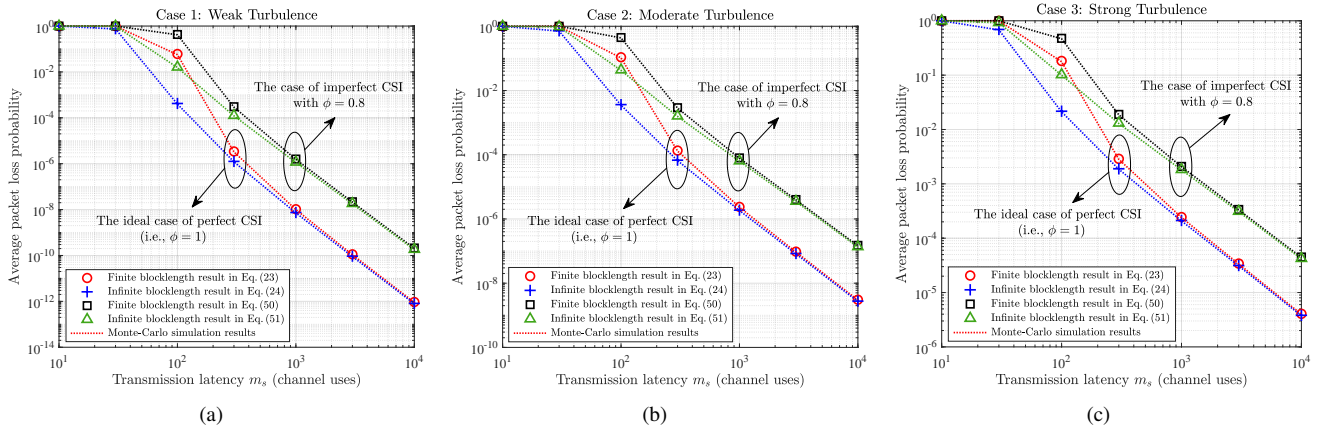 Case 1: Weak Turbulence
Average packet loss probability
10^0
10^-2
10^-4
10^-6
10^-8
10^-10
10^-12
10^-14
The case of imperfect CSI
with ϕ = 0.8
The ideal case of perfect CSI
(i.e., ϕ = 1)
Finite blocklength result in Eq. (23)
Infinite blocklength result in Eq. (24)
Finite blocklength result in Eq. (50)
Infinite blocklength result in Eq. (51)
Monte-Carlo simulation results
10^1 10^2 10^3 10^4
Transmission latency m_s (channel uses)
(a)
Case 2: Moderate Turbulence
Average packet loss probability
10^0
10^-2
10^-4
10^-6
10^-8
10^-10
The case of imperfect CSI
with ϕ = 0.8
The ideal case of perfect CSI
(i.e., ϕ = 1)
Finite blocklength result in Eq. (23)
Infinite blocklength result in Eq. (24)
Finite blocklength result in Eq. (50)
Infinite blocklength result in Eq. (51)
Monte-Carlo simulation results
10^1 10^2 10^3 10^4
Transmission latency m_s (channel uses)
(b)
Case 3: Strong Turbulence
Average packet loss probability
10^0
10^-1
10^-2
10^-3
10^-4
10^-5
10^-6
The case of imperfect CSI
with ϕ = 0.8
The ideal case of perfect CSI
(i.e., ϕ = 1)
Finite blocklength result in Eq. (23)
Infinite blocklength result in Eq. (24)
Finite blocklength result in Eq. (50)
Infinite blocklength result in Eq. (51)
Monte-Carlo simulation results
10^1 10^2 10^3 10^4
Transmission latency m_s (channel uses)
(c)